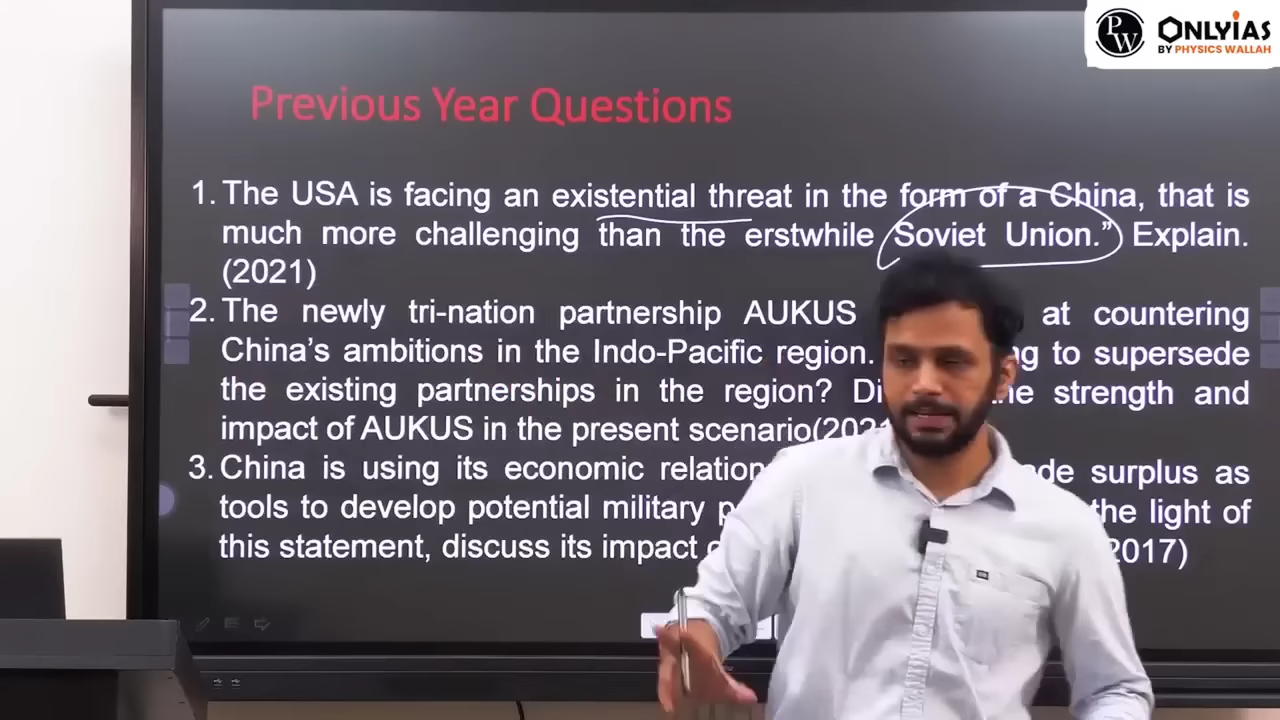 PW ONLYIAS
BY PHYSICS WALLAH
Previous Year Questions
1. The USA is facing an existential threat in the form of a China, that is
much more challenging than the erstwhile Soviet Union.” Explain.
(2021)
2. The newly tri-nation partnership AUKUS at countering
China’s ambitions in the Indo-Pacific region. to supersede
the existing partnerships in the region? the strength and
impact of AUKUS in the present scenario
3. China is using its economic surplus as
tools to develop potential military the light of
this statement, discuss its impact 2017)